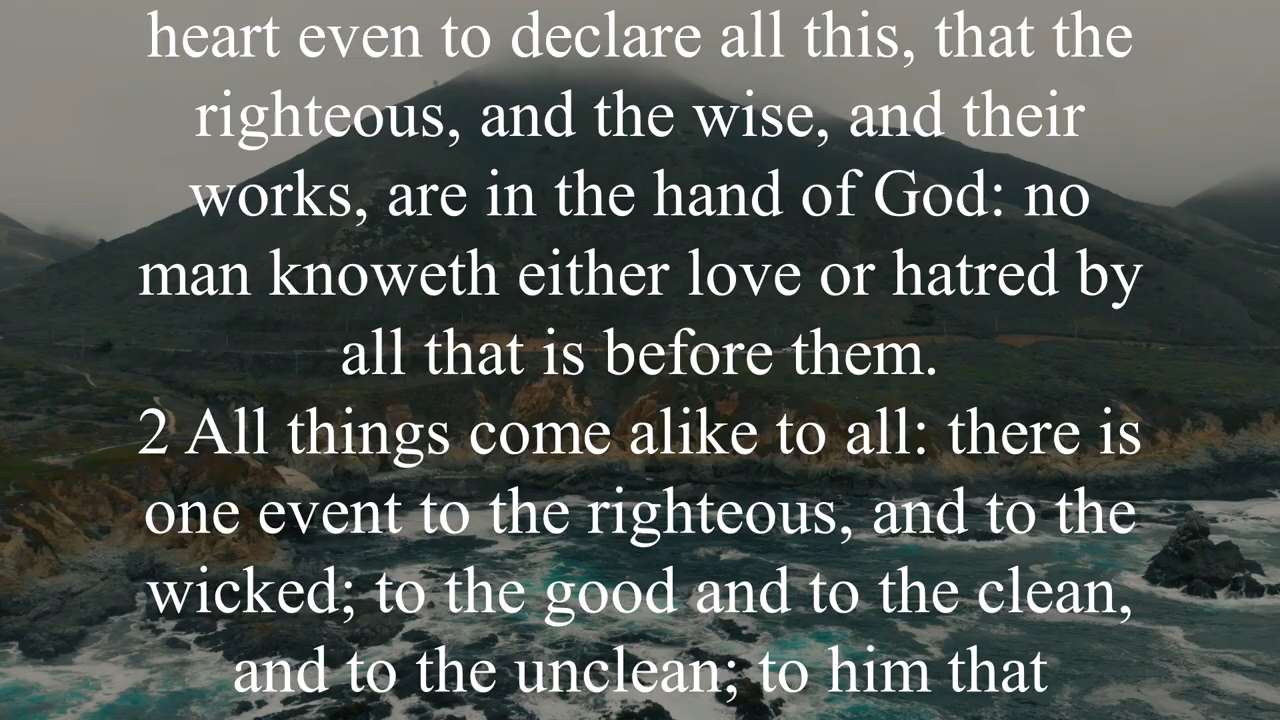 heart even to declare all this, that the
righteous, and the wise, and their
works, are in the hand of God: no
man knoweth either love or hatred by
all that is before them.
2 All things come alike to all: there is
one event to the righteous, and to the
wicked; to the good and to the clean,
and to the unclean; to him that